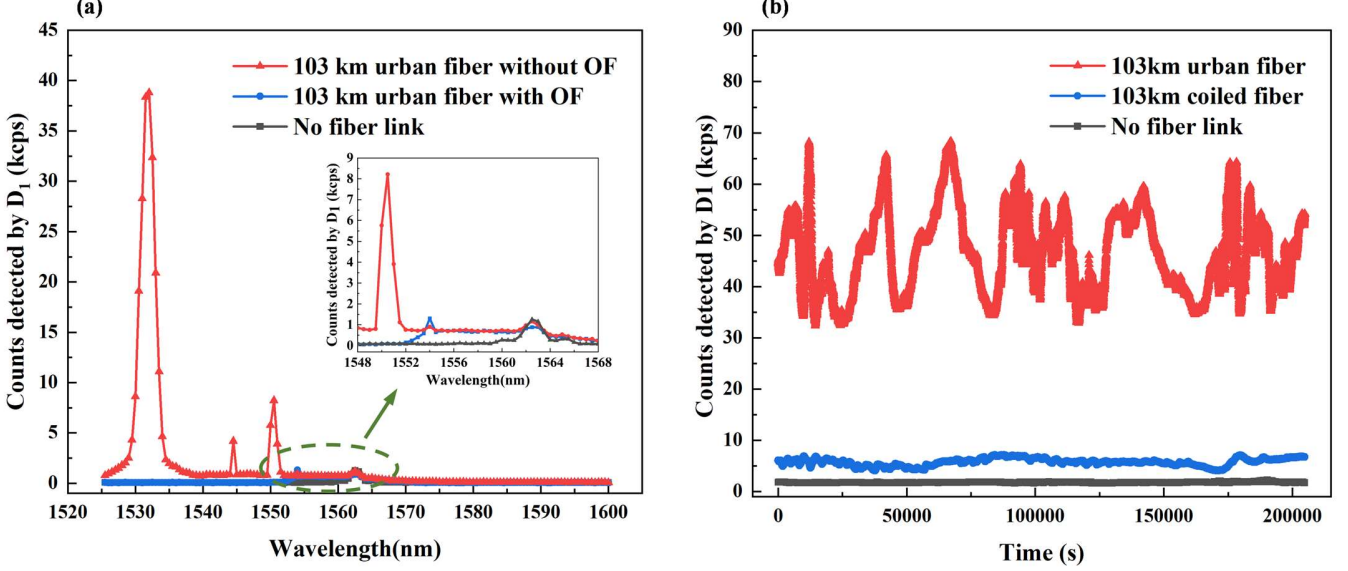 (a)
45
40
35
30
25
20
15
10
5
0
Counts detected by D1 (kcps)
103 km urban fiber without OF
103 km urban fiber with OF
No fiber link
9
8
7
6
5
4
3
2
1
0
Counts detected by D1 (kcps)
1548 1552 1556 1560 1564 1568
Wavelength(nm)
1520 1530 1540 1550 1560 1570 1580 1590 1600
Wavelength(nm)
(b)
90
80
70
60
50
40
30
20
10
0
Counts detected by D1 (kcps)
103km urban fiber
103km coiled fiber
No fiber link
0 50000 100000 150000 200000
Time (s)